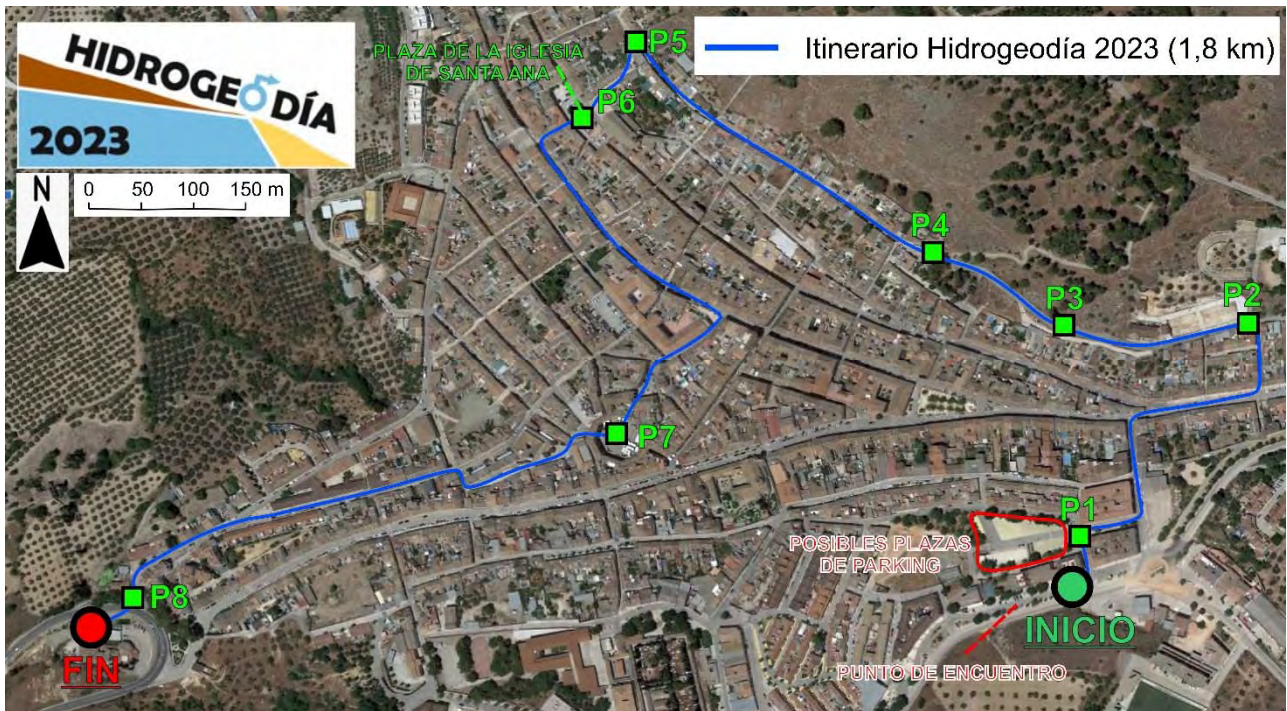 HIDROGEODÍA
2023
Itinerario Hidrogeodía 2023 (1,8 km)
PLAZA DE LA IGLESIA
DE SANTA ANA
P5
P6
N
0 50 100 150 m
P4
P3
P2
P7
P1
POSIBLES PLAZAS
DE PARKING
P8
INICIO
FIN
PUNTO DE ENCUENTRO